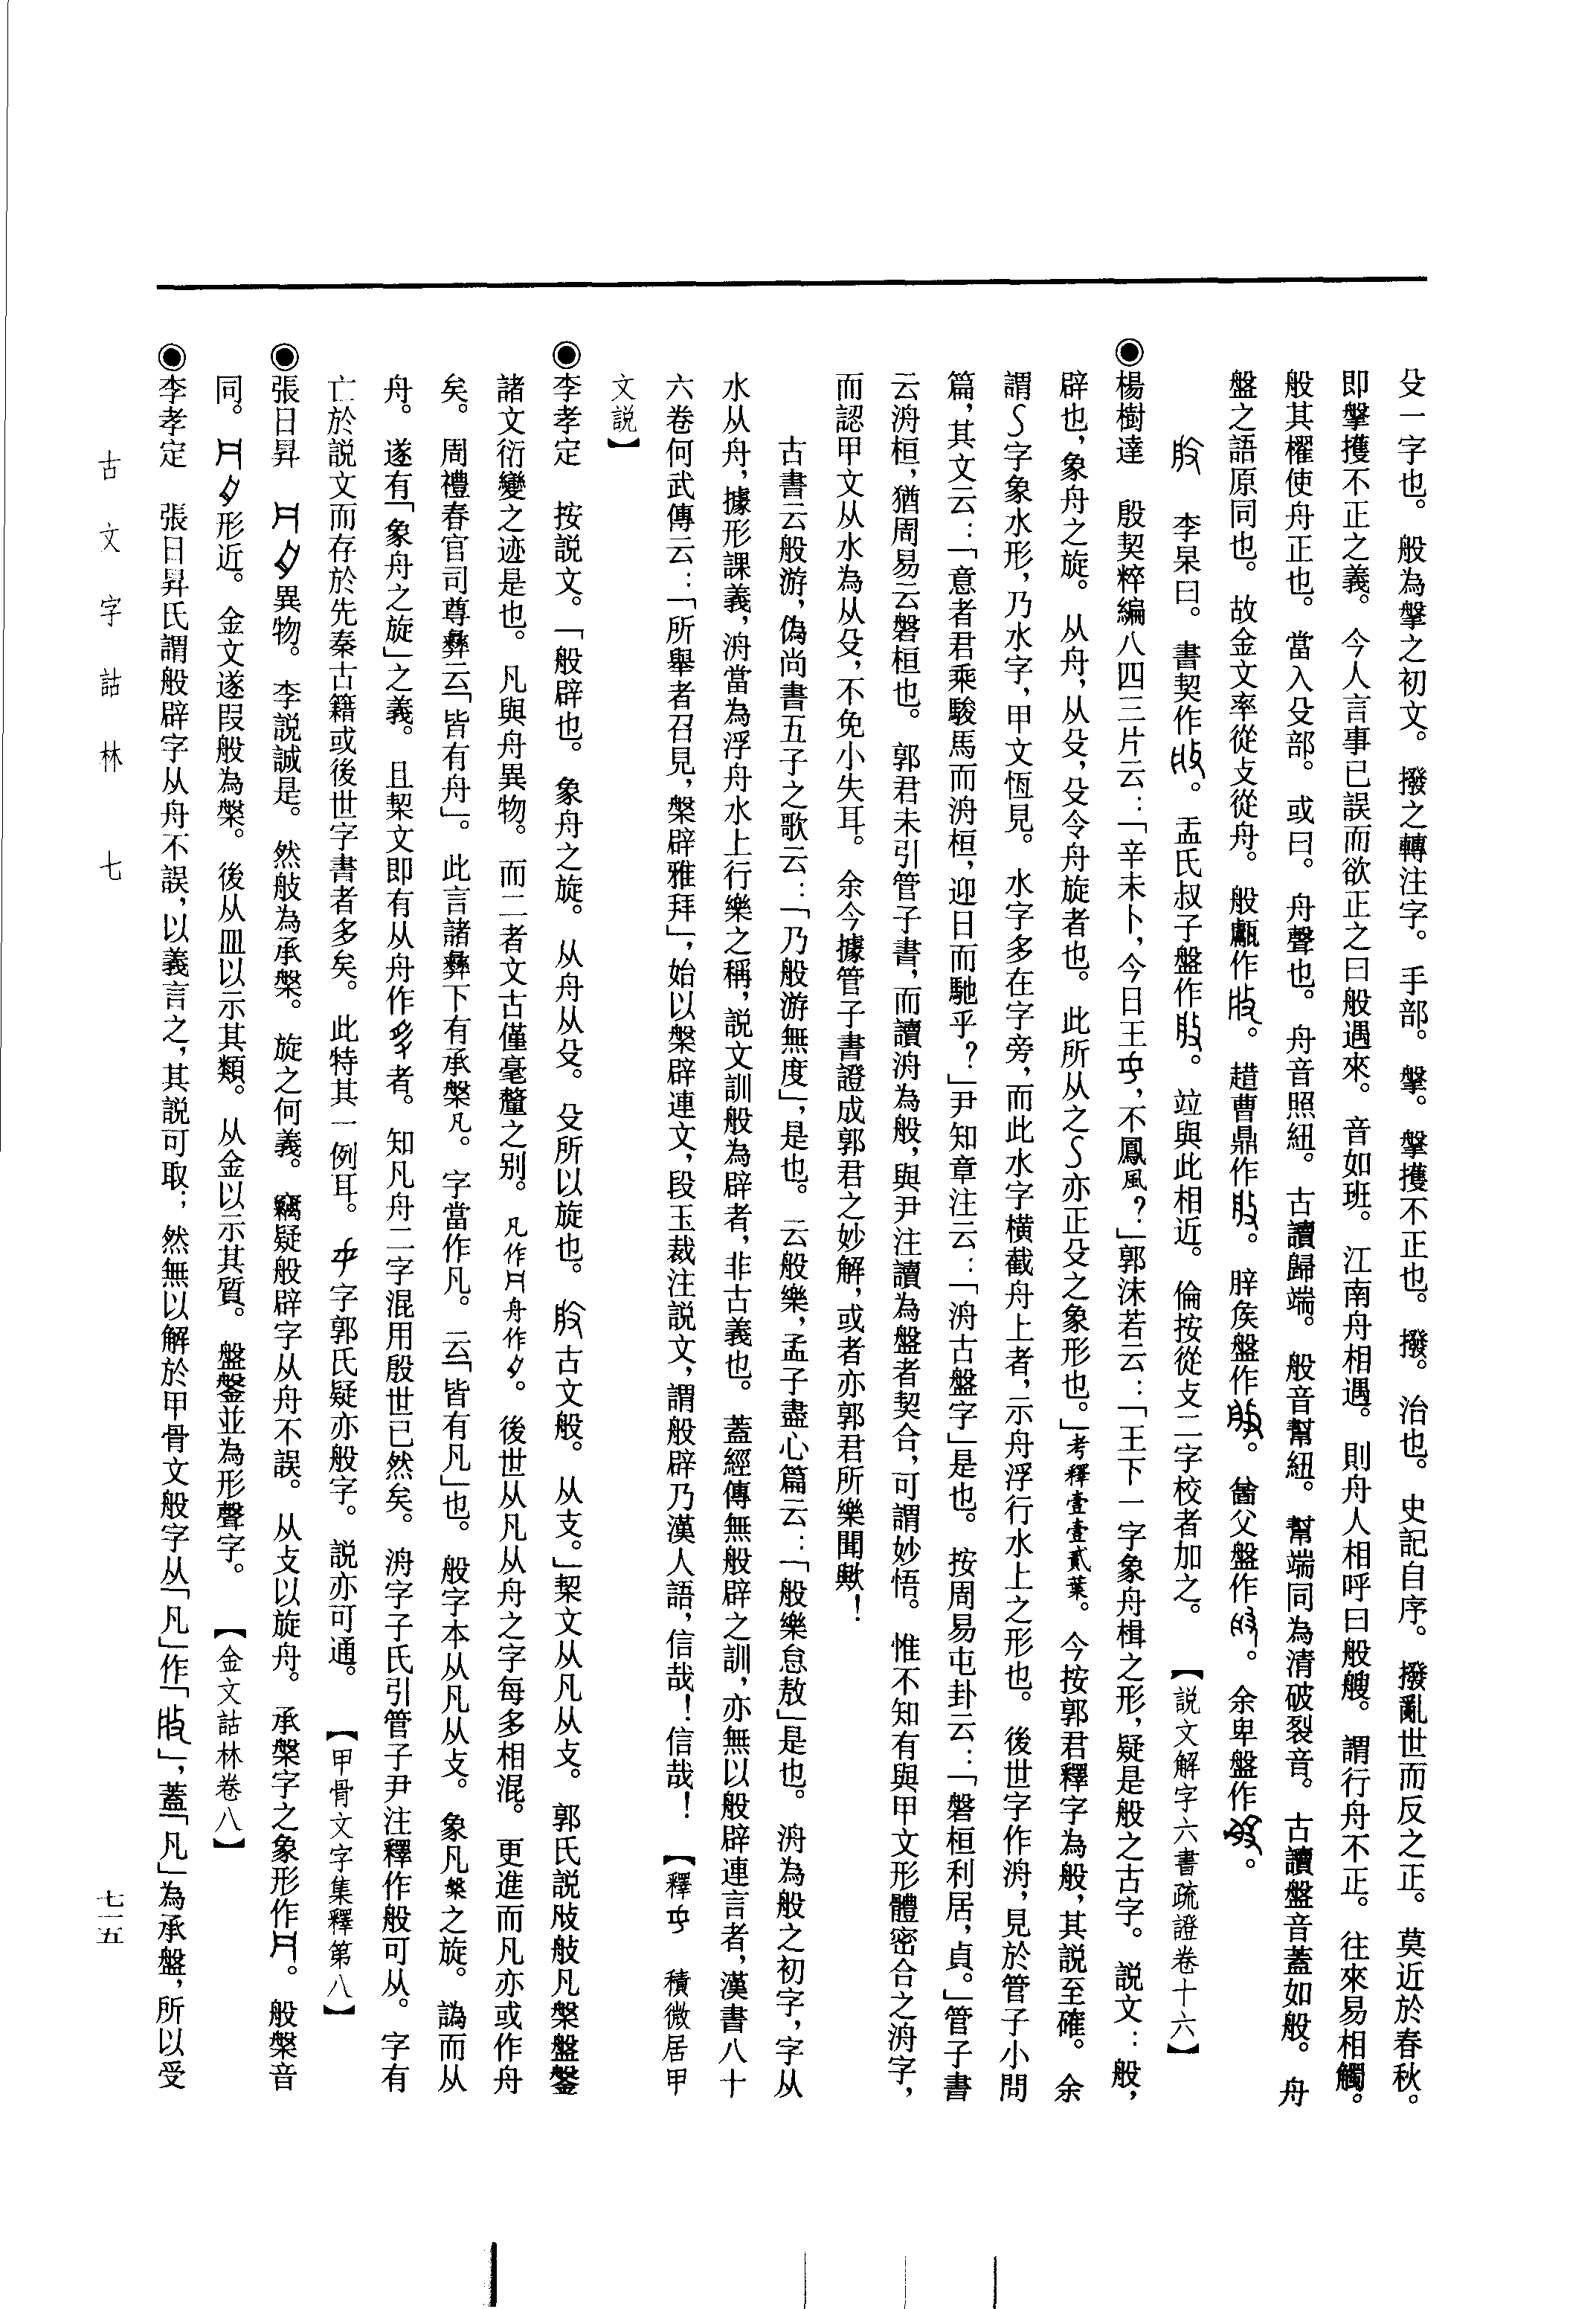 殳一字也。般為搫之初文。撥之轉注字。手部。搫。搫擭不正也。撥。治也。史記自序。撥亂世而反之正。莫近於春秋。
即搫擭不正之義。今人言事已誤而欲正之曰般過來。音如班。江南舟相遇。則舟人相呼曰般艘。謂行舟不正。往來易相觸。
般其櫂使舟正也。當入殳部。或曰。舟聲也。舟音照紐。古讀歸端。般音幫紐。幫端同為清破裂音。古讀盤音蓋如般。舟
盤之語原同也。故金文率從攴從舟。般甗作。趞曹鼎作。㝬矦盤作。父盤作。余卑盤作。
李杲曰。書契作。盂氏叔子盤作。竝與此相近。倫按從攴二字校者加之。【說文解字六書疏證卷十六】
◉楊樹達　殷契粹編八四三片云：「辛未卜，今日王，不鳳風？」郭沫若云：「王下一字象舟楫之形，疑是般之古字。說文：般，
辟也，象舟之旋。从舟，从殳，殳令舟旋者也。此所从之亦正殳之象形也。」考釋壹壹貳葉。今按郭君釋字為般，其說至確。余
謂字象水形，乃水字，甲文恆見。水字多在字旁，而此水字橫截舟上者，示舟浮行水上之形也。後世字作洀，見於管子小問
篇，其文云：「意者君乘駿馬而洀桓，迎日而馳乎？」尹知章注云：「洀古盤字」是也。按周易屯卦云：「磐桓利居，貞。」管子書
云洀桓，猶周易云磐桓也。郭君未引管子書，而讀洀為般，與尹注讀為盤者契合，可謂妙悟。惟不知有與甲文形體密合之洀字，
而認甲文从水為从殳，不免小失耳。余今據管子書證成郭君之妙解，或者亦郭君所樂聞歟！
古書云般游，偽尚書五子之歌云：「乃般游無度」，是也。云般樂，孟子盡心篇云：「般樂怠敖」是也。洀為般之初字，字从
水从舟，據形課義，洀當為浮舟水上行樂之稱，說文訓般為辟者，非古義也。蓋經傳無般辟之訓，亦無以般辟連言者，漢書八十
六卷何武傳云：「所舉者召見，槃辟雅拜」，始以槃辟連文，段玉裁注說文，謂般辟乃漢人語，信哉！信哉！【釋　積微居甲
文說】
◉李孝定　按說文。「般辟也。象舟之旋。从舟从殳。殳所以旋也。古文般。从支。」栔文从凡从攴。郭氏說凡槃盤鎜
諸文衍變之迹是也。凡與舟異物。而二者文古僅毫釐之别。凡作舟作。後世从凡从舟之字每多相混。更進而凡亦或作舟
矣。周禮春官司尊彝云「皆有舟」。此言諸彝下有承槃凡。字當作凡。云「皆有凡」也。般字本从凡从攴。象凡槃之旋。譌而从
舟。遂有「象舟之旋」之義。且栔文即有从舟作者。知凡舟二字混用殷世已然矣。洀字子氏引管子尹注釋作般可从。字有
亡於說文而存於先秦古籍或後世字書者多矣。此特其一例耳。字郭氏疑亦般字。說亦可通。【甲骨文字集釋第八】
◉張日昇　異物。李說誠是。然為承槃。旋之何義。竊疑般辟字从舟不誤。从攴以旋舟。承槃字之象形作。般槃音
同。形近。金文遂叚般為槃。後从皿以示其類。从金以示其質。盤鎜並為形聲字。【金文詁林卷八】
◉李孝定　張日昇氏謂般辟字从舟不誤，以義言之，其說可取；然無以解於甲骨文般字从「凡」作「」，蓋「凡」為承盤，所以受
古文字詁林　七
七一五